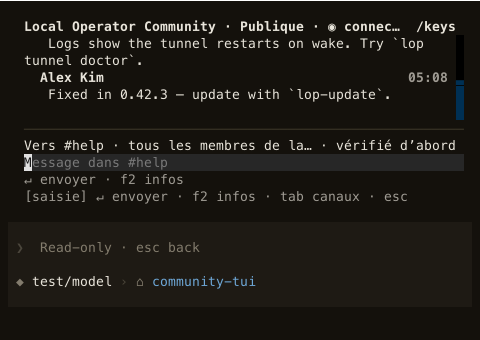 Local Operator Community · Publique · ◉ connec… /keys
Logs show the tunnel restarts on wake. Try `lop
tunnel doctor`.
Alex Kim 05:08
Fixed in 0.42.3 — update with `lop-update`.
Vers #help · tous les membres de la… · vérifié d’abord
Message dans #help
↵ envoyer · f2 infos
[saisie] ↵ envoyer · f2 infos · tab canaux · esc
❯ Read-only · esc back
◆ test/model › ⌂ community-tui